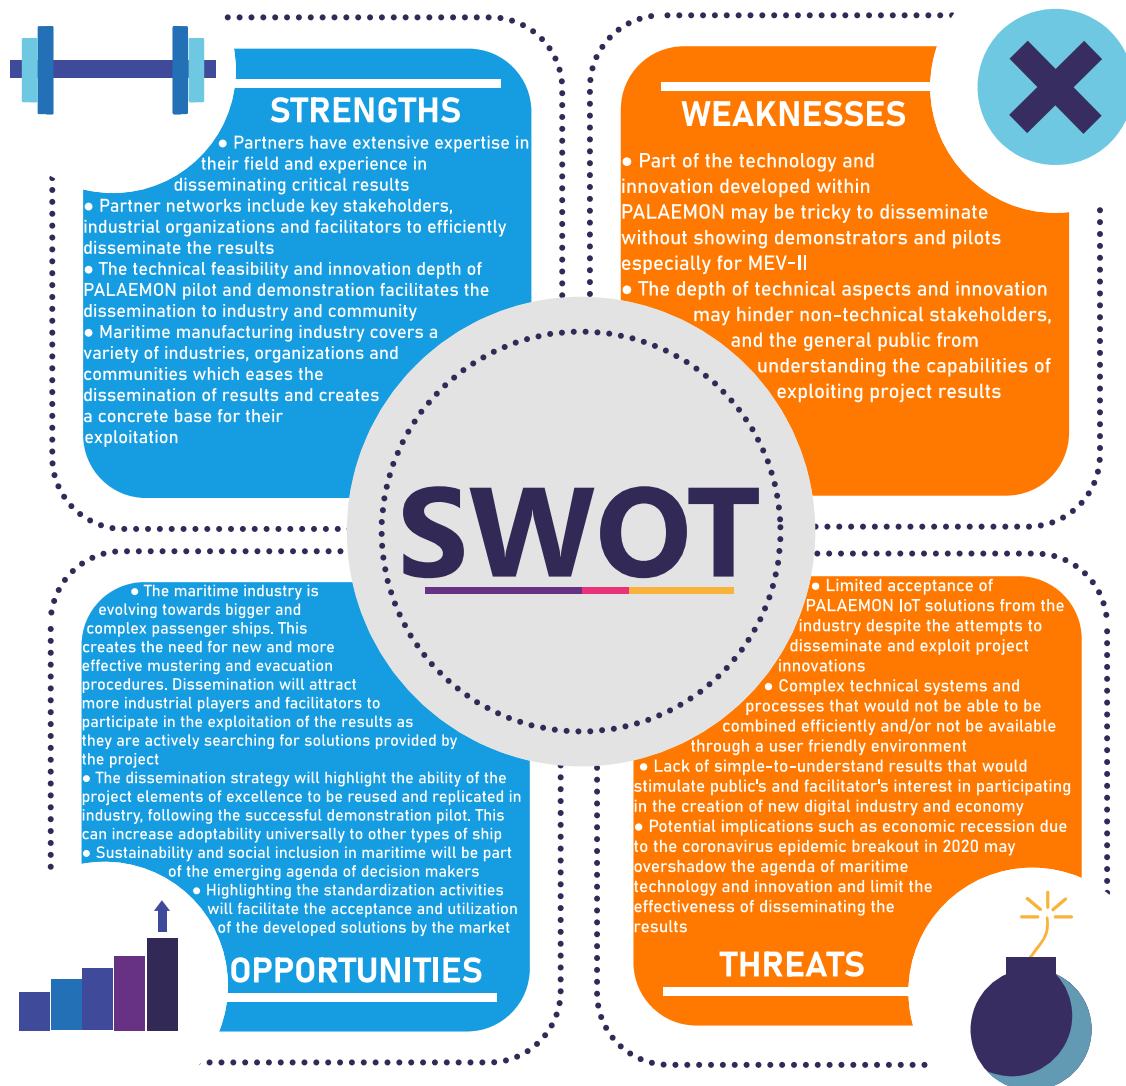 STRENGTHS
● Partners have extensive expertise in
their field and experience in
disseminating critical results
● Partner networks include key stakeholders,
industrial organizations and facilitators to efficiently
disseminate the results
● The technical feasibility and innovation depth of
PALAEMON pilot and demonstration facilitates the
dissemination to industry and community
● Maritime manufacturing industry covers a
variety of industries, organizations and
communities which eases the
dissemination of results and creates
a concrete base for their
exploitation
WEAKNESSES
● Part of the technology and
innovation developed within
PALAEMON may be tricky to disseminate
without showing demonstrators and pilots
especially for MEV-II
● The depth of technical aspects and innovation
may hinder non-technical stakeholders,
and the general public from
understanding the capabilities of
exploiting project results
SWOT
● The maritime industry is
evolving towards bigger and
complex passenger ships. This
creates the need for new and more
effective mustering and evacuation
procedures. Dissemination will attract
more industrial players and facilitators to
participate in the exploitation of the results as
they are actively searching for solutions provided by
the project
● The dissemination strategy will highlight the ability of the
project elements of excellence to be reused and replicated in
industry, following the successful demonstration pilot. This
can increase adoptability universally to other types of ship
● Sustainability and social inclusion in maritime will be part
of the emerging agenda of decision makers
● Highlighting the standardization activities
will facilitate the acceptance and utilization
of the developed solutions by the market
OPPORTUNITIES
● Limited acceptance of
PALAEMON IoT solutions from the
industry despite the attempts to
disseminate and exploit project
innovations
● Complex technical systems and
processes that would not be able to be
combined efficiently and/or not be available
through a user friendly environment
● Lack of simple-to-understand results that would
stimulate public's and facilitator's interest in participating
in the creation of new digital industry and economy
● Potential implications such as economic recession due
to the coronavirus epidemic breakout in 2020 may
overshadow the agenda of maritime
technology and innovation and limit the
effectiveness of disseminating the
results
THREATS